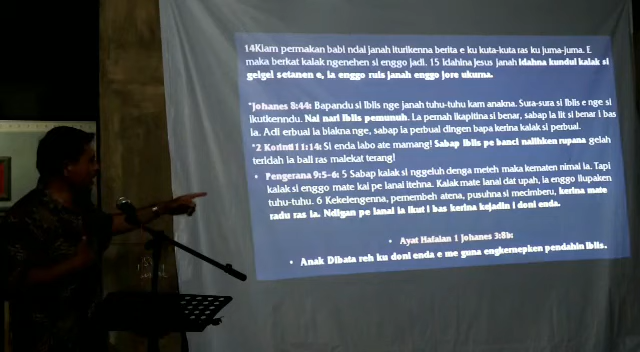 14Kiam permakan babi ndai janah iturikenna berita e ku kuta-kuta ras ku juma-juma. E
maka berkat kalak ngenehen si enggo jadi. 15 Idahina Jesus janah idahna kundul kalak si
gelgel setanen e, ia enggo ruis janah enggo jore ukurna.
"Johanes 8:44: Bapandu si Iblis nge janah tuhu-tuhu kam anakna. Sura-sura si Iblis e nge si
ikutkenndu. Nai nari Iblis pemunuh. La pernah ikapitina si benar, sabap la lit si benar i bas
ia. Adi erbual ia biakna nge, sabap ia perbual dingen bapa kerina kalak si perbual.
"2 Korinti 11:14: Si enda labo ate mamang! Sabap Iblis pe banci nalihken rupana gelah
teridah ia bali ras malekat terang!
• Pengerana 9:5-6: 5 Sabap kalak si nggeluh denga meteh maka kematen nimai ia. Tapi
kalak si enggo mate kai pe lanai itehna. Kalak mate lanai dat upah, ia enggo ilupaken
tuhu-tuhu. 6 Kekelengenna, pernembeh atena, pusuhna si mecimberu, kerina mate
radu ras ia. Ndigan pe lanai ia ikut i bas kerina kejadin i doni enda.
• Ayat Hafalan 1 Johanes 3:8b:
• Anak Dibata reh ku doni enda e me guna engkernepken pendahin Iblis.